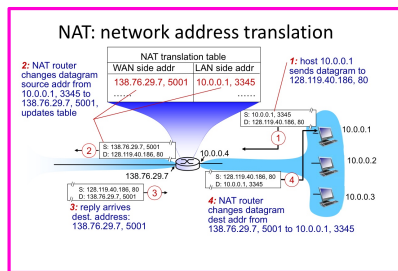 NAT: network address translation
NAT translation table
WAN side addr LAN side addr
138.76.29.7, 5001 10.0.0.1, 3345
…… ……
2: NAT router
changes datagram
source addr from
10.0.0.1, 3345 to
138.76.29.7, 5001,
updates table
1: host 10.0.0.1
sends datagram to
128.119.40.186, 80
S: 10.0.0.1, 3345
D: 128.119.40.186, 80
1
10.0.0.1
S: 138.76.29.7, 5001
D: 128.119.40.186, 80
2
10.0.0.4
10.0.0.2
138.76.29.7
S: 128.119.40.186, 80
D: 10.0.0.1, 3345
4
S: 128.119.40.186, 80
D: 138.76.29.7, 5001
3
10.0.0.3
3: reply arrives
dest. address:
138.76.29.7, 5001
4: NAT router
changes datagram
dest addr from
138.76.29.7, 5001 to 10.0.0.1, 3345